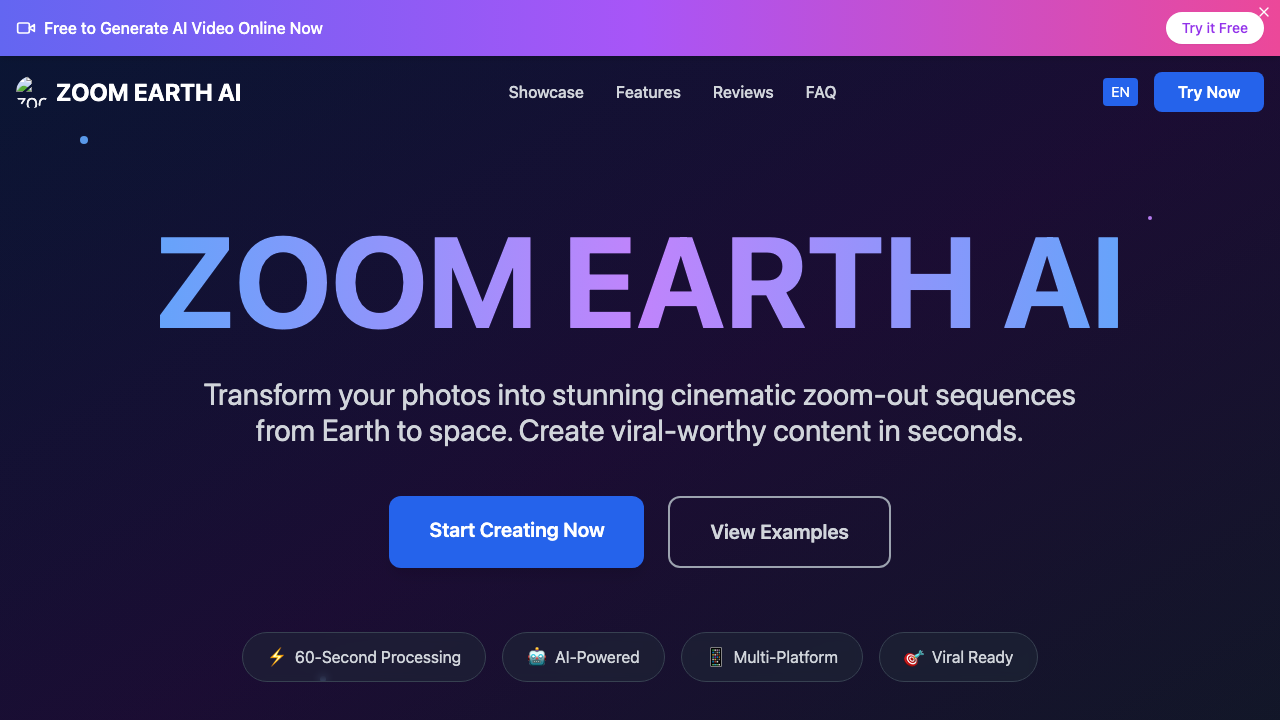 Free to Generate AI Video Online Now
Try it Free
ZOOM EARTH AI
Showcase
Features
Reviews
FAQ
EN
Try Now
ZOOM EARTH AI
Transform your photos into stunning cinematic zoom-out sequences
from Earth to space. Create viral-worthy content in seconds.
Start Creating Now
View Examples
60-Second Processing
AI-Powered
Multi-Platform
Viral Ready